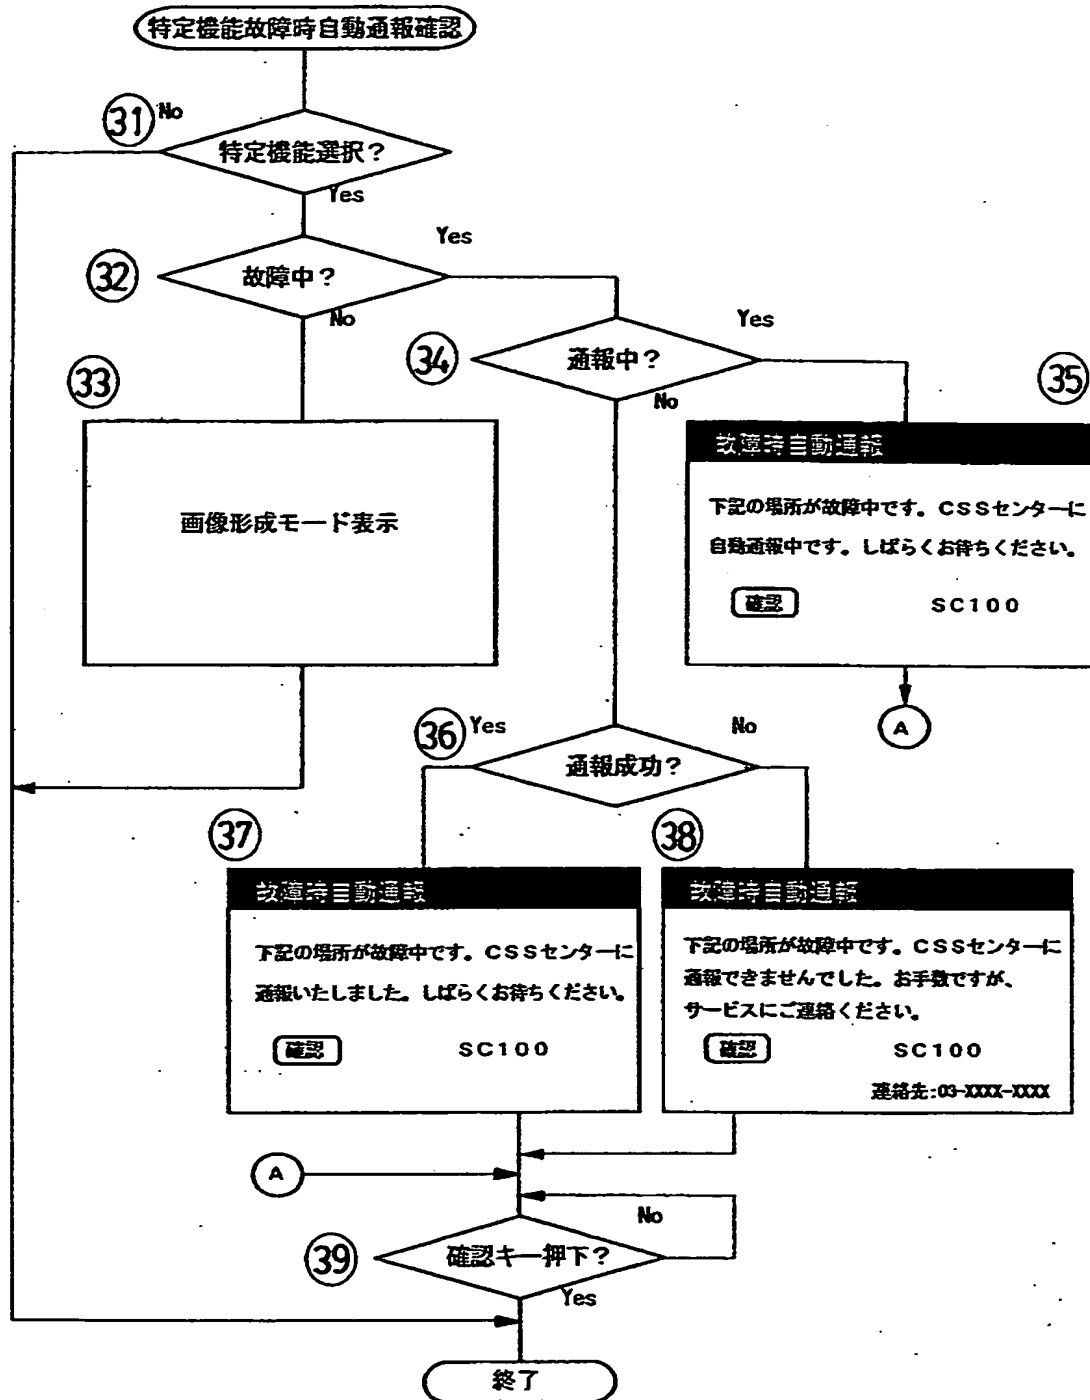 特定機能故障時自動通報確認
31
No
特定機能選択？
Yes
32
故障中？
Yes
No
33
画像形成モード表示
34
通報中？
Yes
No
35
故障時自動通報
下記の場所が故障中です。CSSセンターに
自動通報中です。しばらくお待ちください。
確認
SC100
A
36
Yes
通報成功？
No
37
故障時自動通報
下記の場所が故障中です。CSSセンターに
通報いたしました。しばらくお待ちください。
確認
SC100
38
故障時自動通報
下記の場所が故障中です。CSSセンターに
通報できませんでした。お手数ですが、
サービスにご連絡ください。
確認
SC100
連絡先:03-XXXX-XXXX
A
39
確認キー押下？
No
Yes
終了